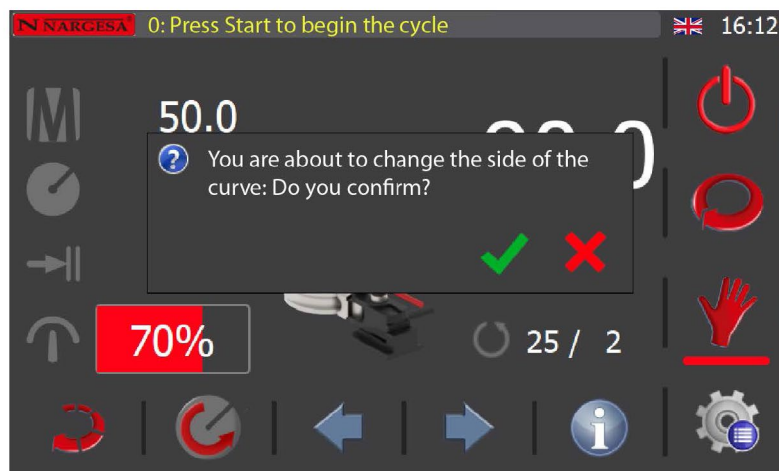 N NARGESA®
0: Press Start to begin the cycle
16:12
50.0
You are about to change the side of the
curve: Do you confirm?
70%
25 / 2